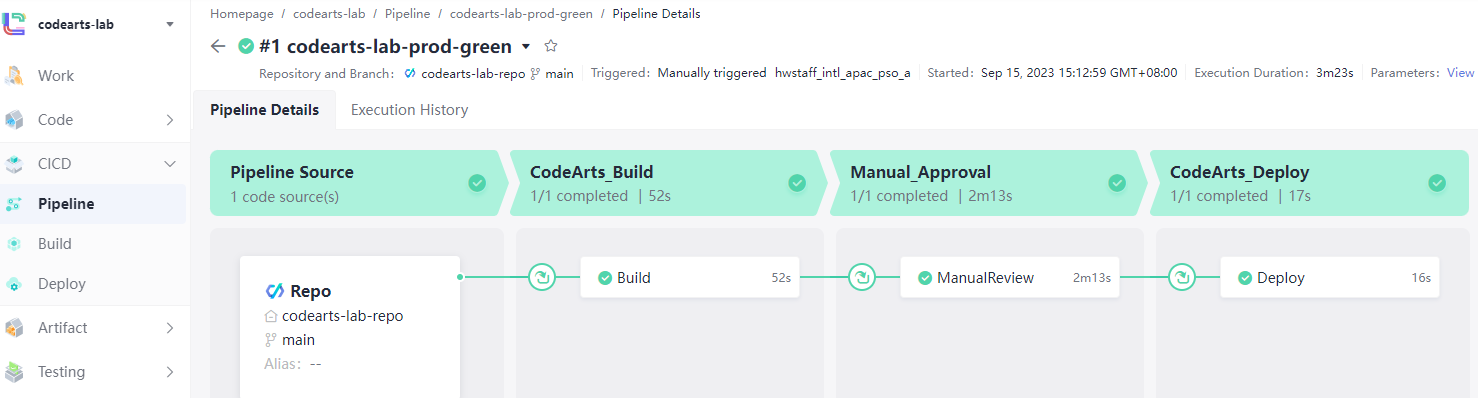 codearts-lab
Work
Code
CICD
Pipeline
Build
Deploy
Artifact
Testing
Homepage / codearts-lab / Pipeline / codearts-lab-prod-green / Pipeline Details
#1 codearts-lab-prod-green
Repository and Branch: codearts-lab-repo main Triggered: Manually triggered hwstaff_intl_apac_pso_a Started: Sep 15, 2023 15:12:59 GMT+08:00 Execution Duration: 3m23s Parameters: View
Pipeline Details Execution History
Pipeline Source
1 code source(s)
CodeArts_Build
1/1 completed | 52s
Manual_Approval
1/1 completed | 2m13s
CodeArts_Deploy
1/1 completed | 17s
Repo
codearts-lab-repo
main
Alias: --
Build 52s
ManualReview 2m13s
Deploy 16s